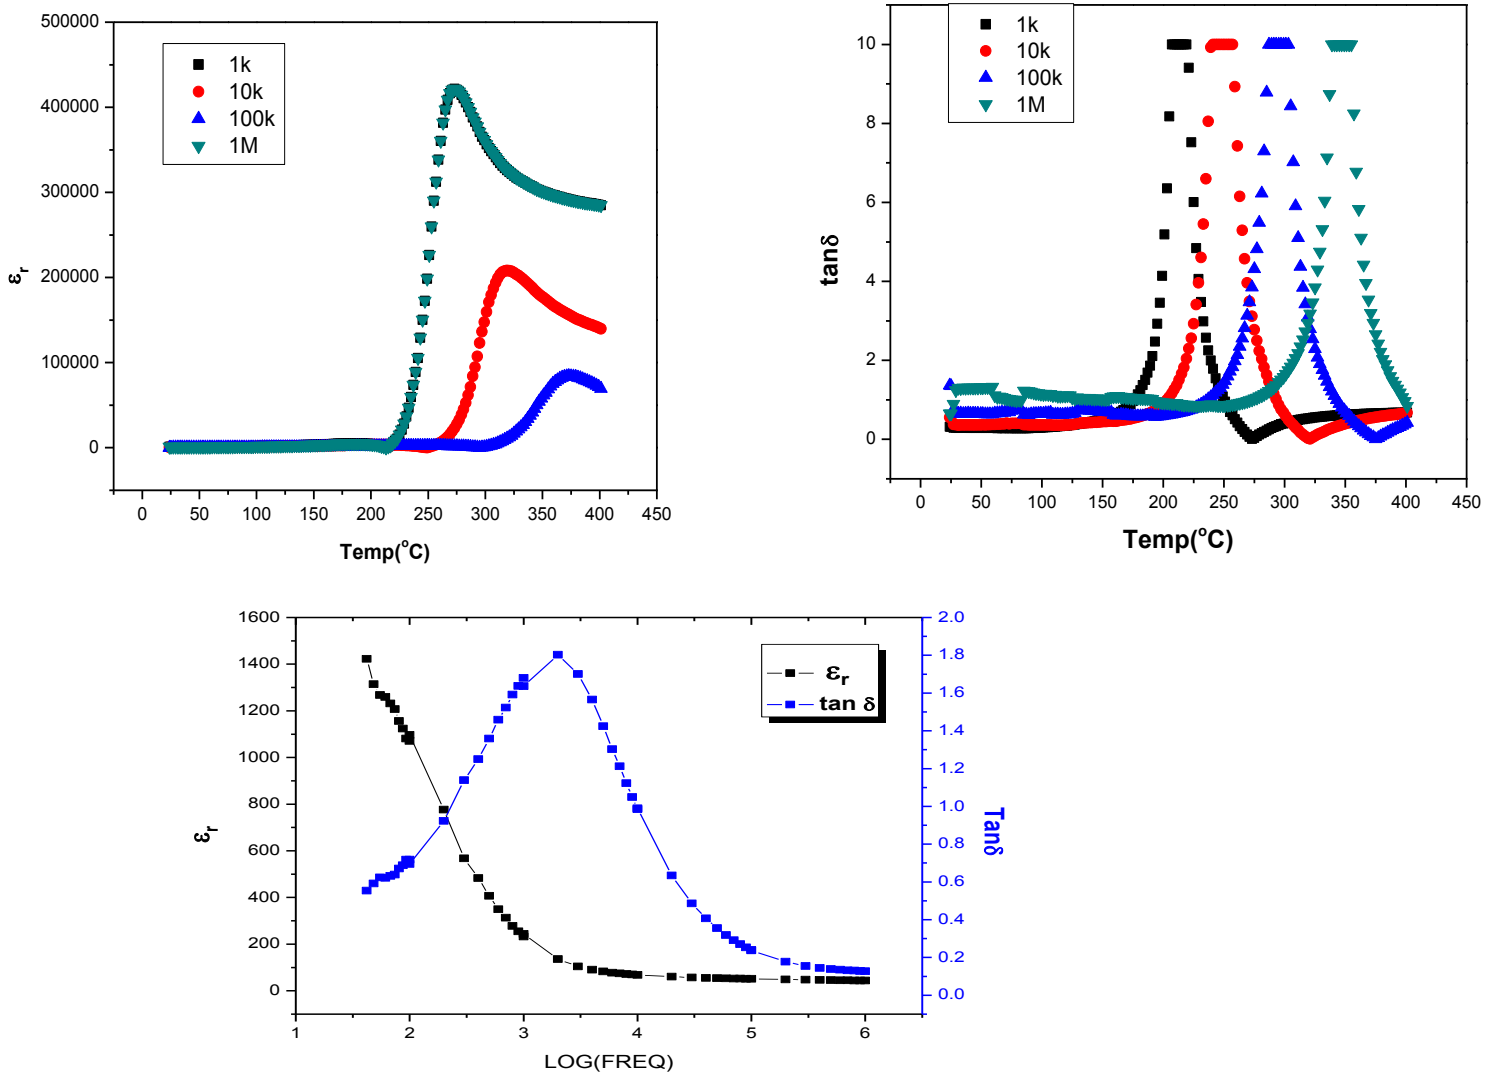 500000
400000
300000
200000
100000
0
50000
εr
1k
10k
100k
1M
0 50 100 150 200 250 300 350 400 450
Temp(oC)
10
8
6
4
2
0
tanδ
1k
10k
100k
1M
0 50 100 150 200 250 300 350 400 450
Temp(oC)
1600
1400
1200
1000
800
600
400
200
0
εr
εr
tan δ
2.0
1.8
1.6
1.4
1.2
1.0
0.8
0.6
0.4
0.2
0.0
Tanδ
1 2 3 4 5 6
LOG(FREQ)